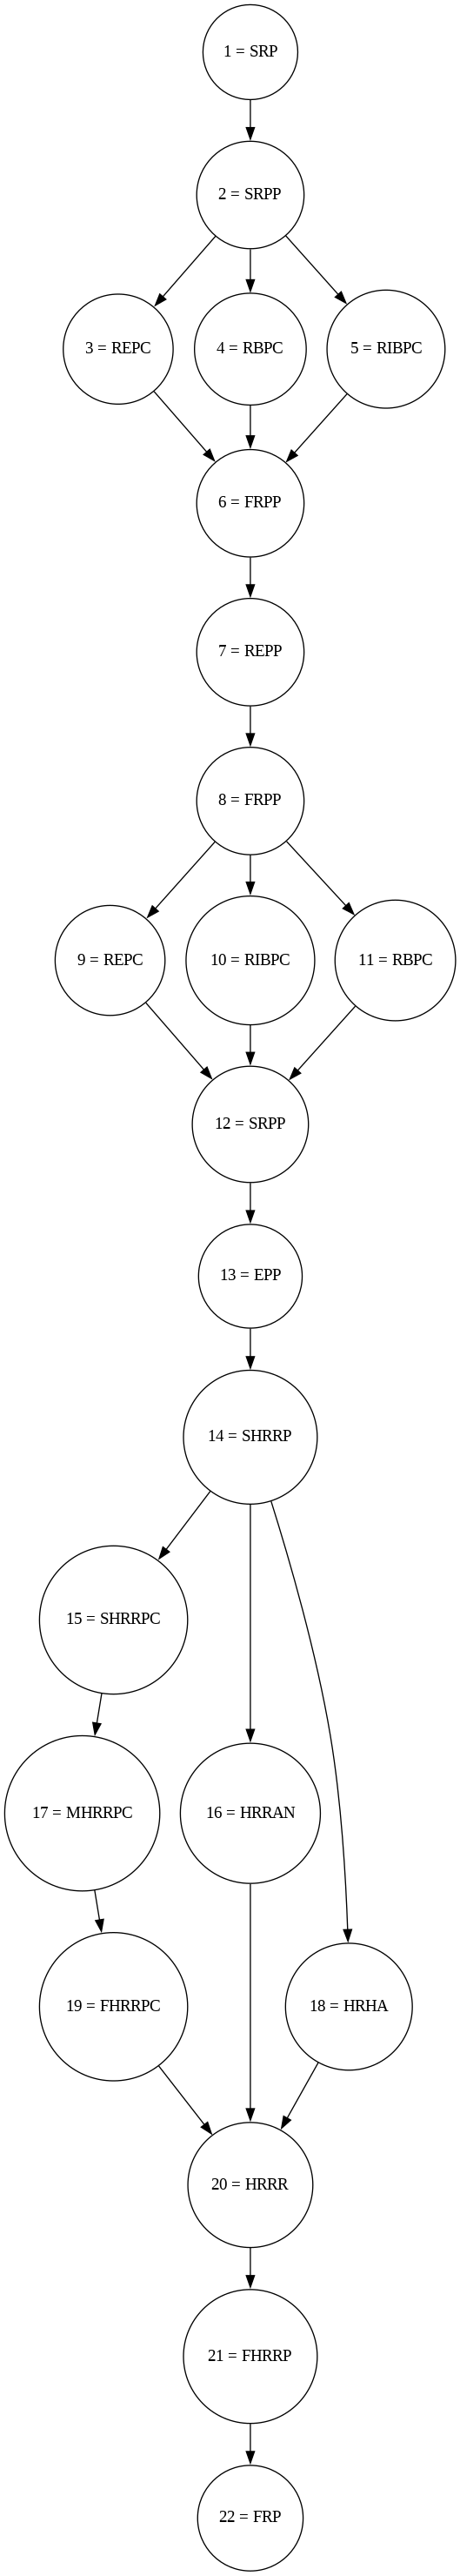 1 = SRP
2 = SRPP
3 = REPC
4 = RBPC
5 = RIBPC
6 = FRPP
7 = REPP
8 = FRPP
9 = REPC
10 = RIBPC
11 = RBPC
12 = SRPP
13 = EPP
14 = SHRRP
15 = SHRRPC
17 = MHRRPC
16 = HRRAN
19 = FHRRPC
18 = HRHA
20 = HRRR
21 = FHRRP
22 = FRP